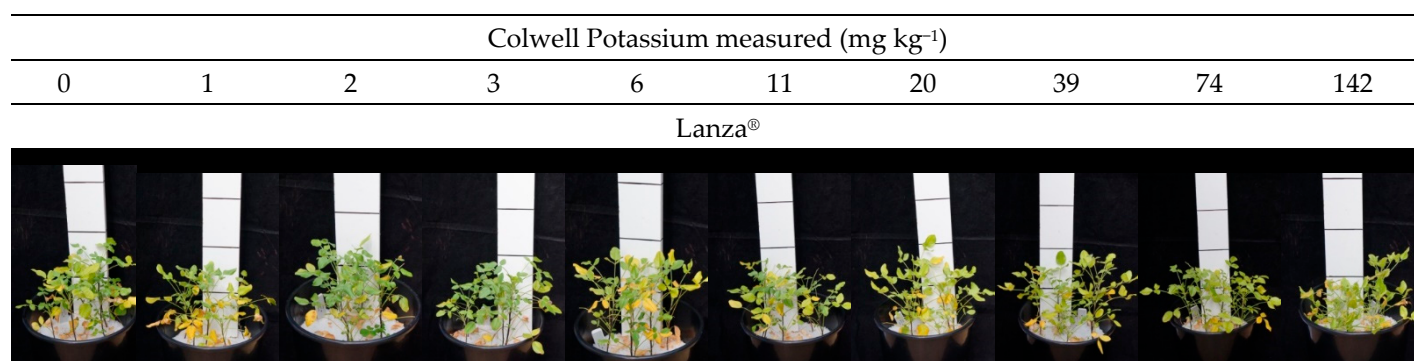 Colwell Potassium measured (mg kg⁻¹)
0 1 2 3 6 11 20 39 74 142
Lanza®